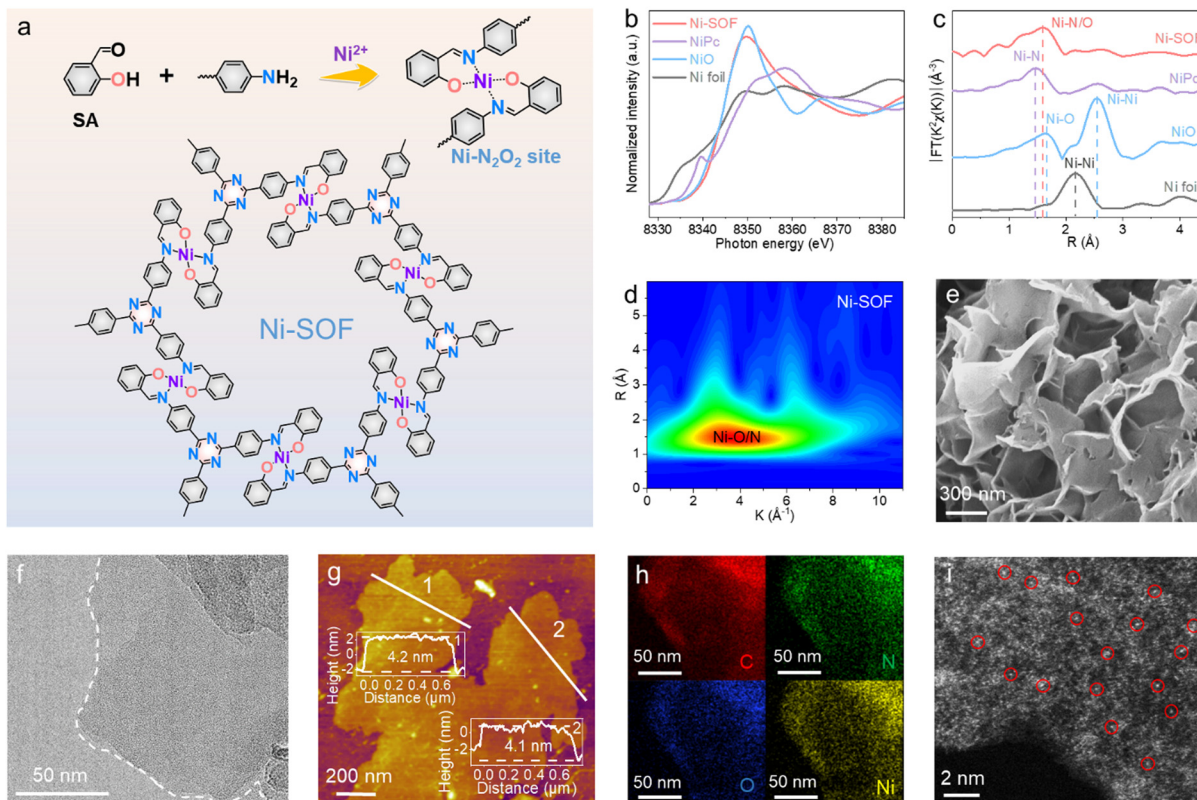 a
O
OH
SA
+
NH₂
Ni²⁺
N
O
Ni
O
N
Ni-N₂O₂ site
Ni-SOF
b
Ni-SOF
NiPc
NiO
Ni foil
Normalized intensity (a.u.)
8330 8340 8350 8360 8370 8380
Photon energy (eV)
c
Ni-N/O
Ni-SOF
Ni-N
NiPc
Ni-O
Ni-Ni
NiO
Ni-Ni
Ni foil
|FT(K²χ(K))| (Å⁻³)
0 1 2 3 4
R (Å)
d
Ni-SOF
Ni-O/N
R (Å)
5
4
3
2
1
0
0 2 4 6 8 10
K (Å⁻¹)
e
300 nm
f
50 nm
g
1
2
Height (nm)
2
0
-2
1
4.2 nm
0.0 0.2 0.4 0.6
Distance (μm)
Height (nm)
0
-2
2
4.1 nm
0.0 0.2 0.4 0.6
Distance (μm)
200 nm
h
50 nm
C
50 nm
N
50 nm
O
50 nm
Ni
i
2 nm